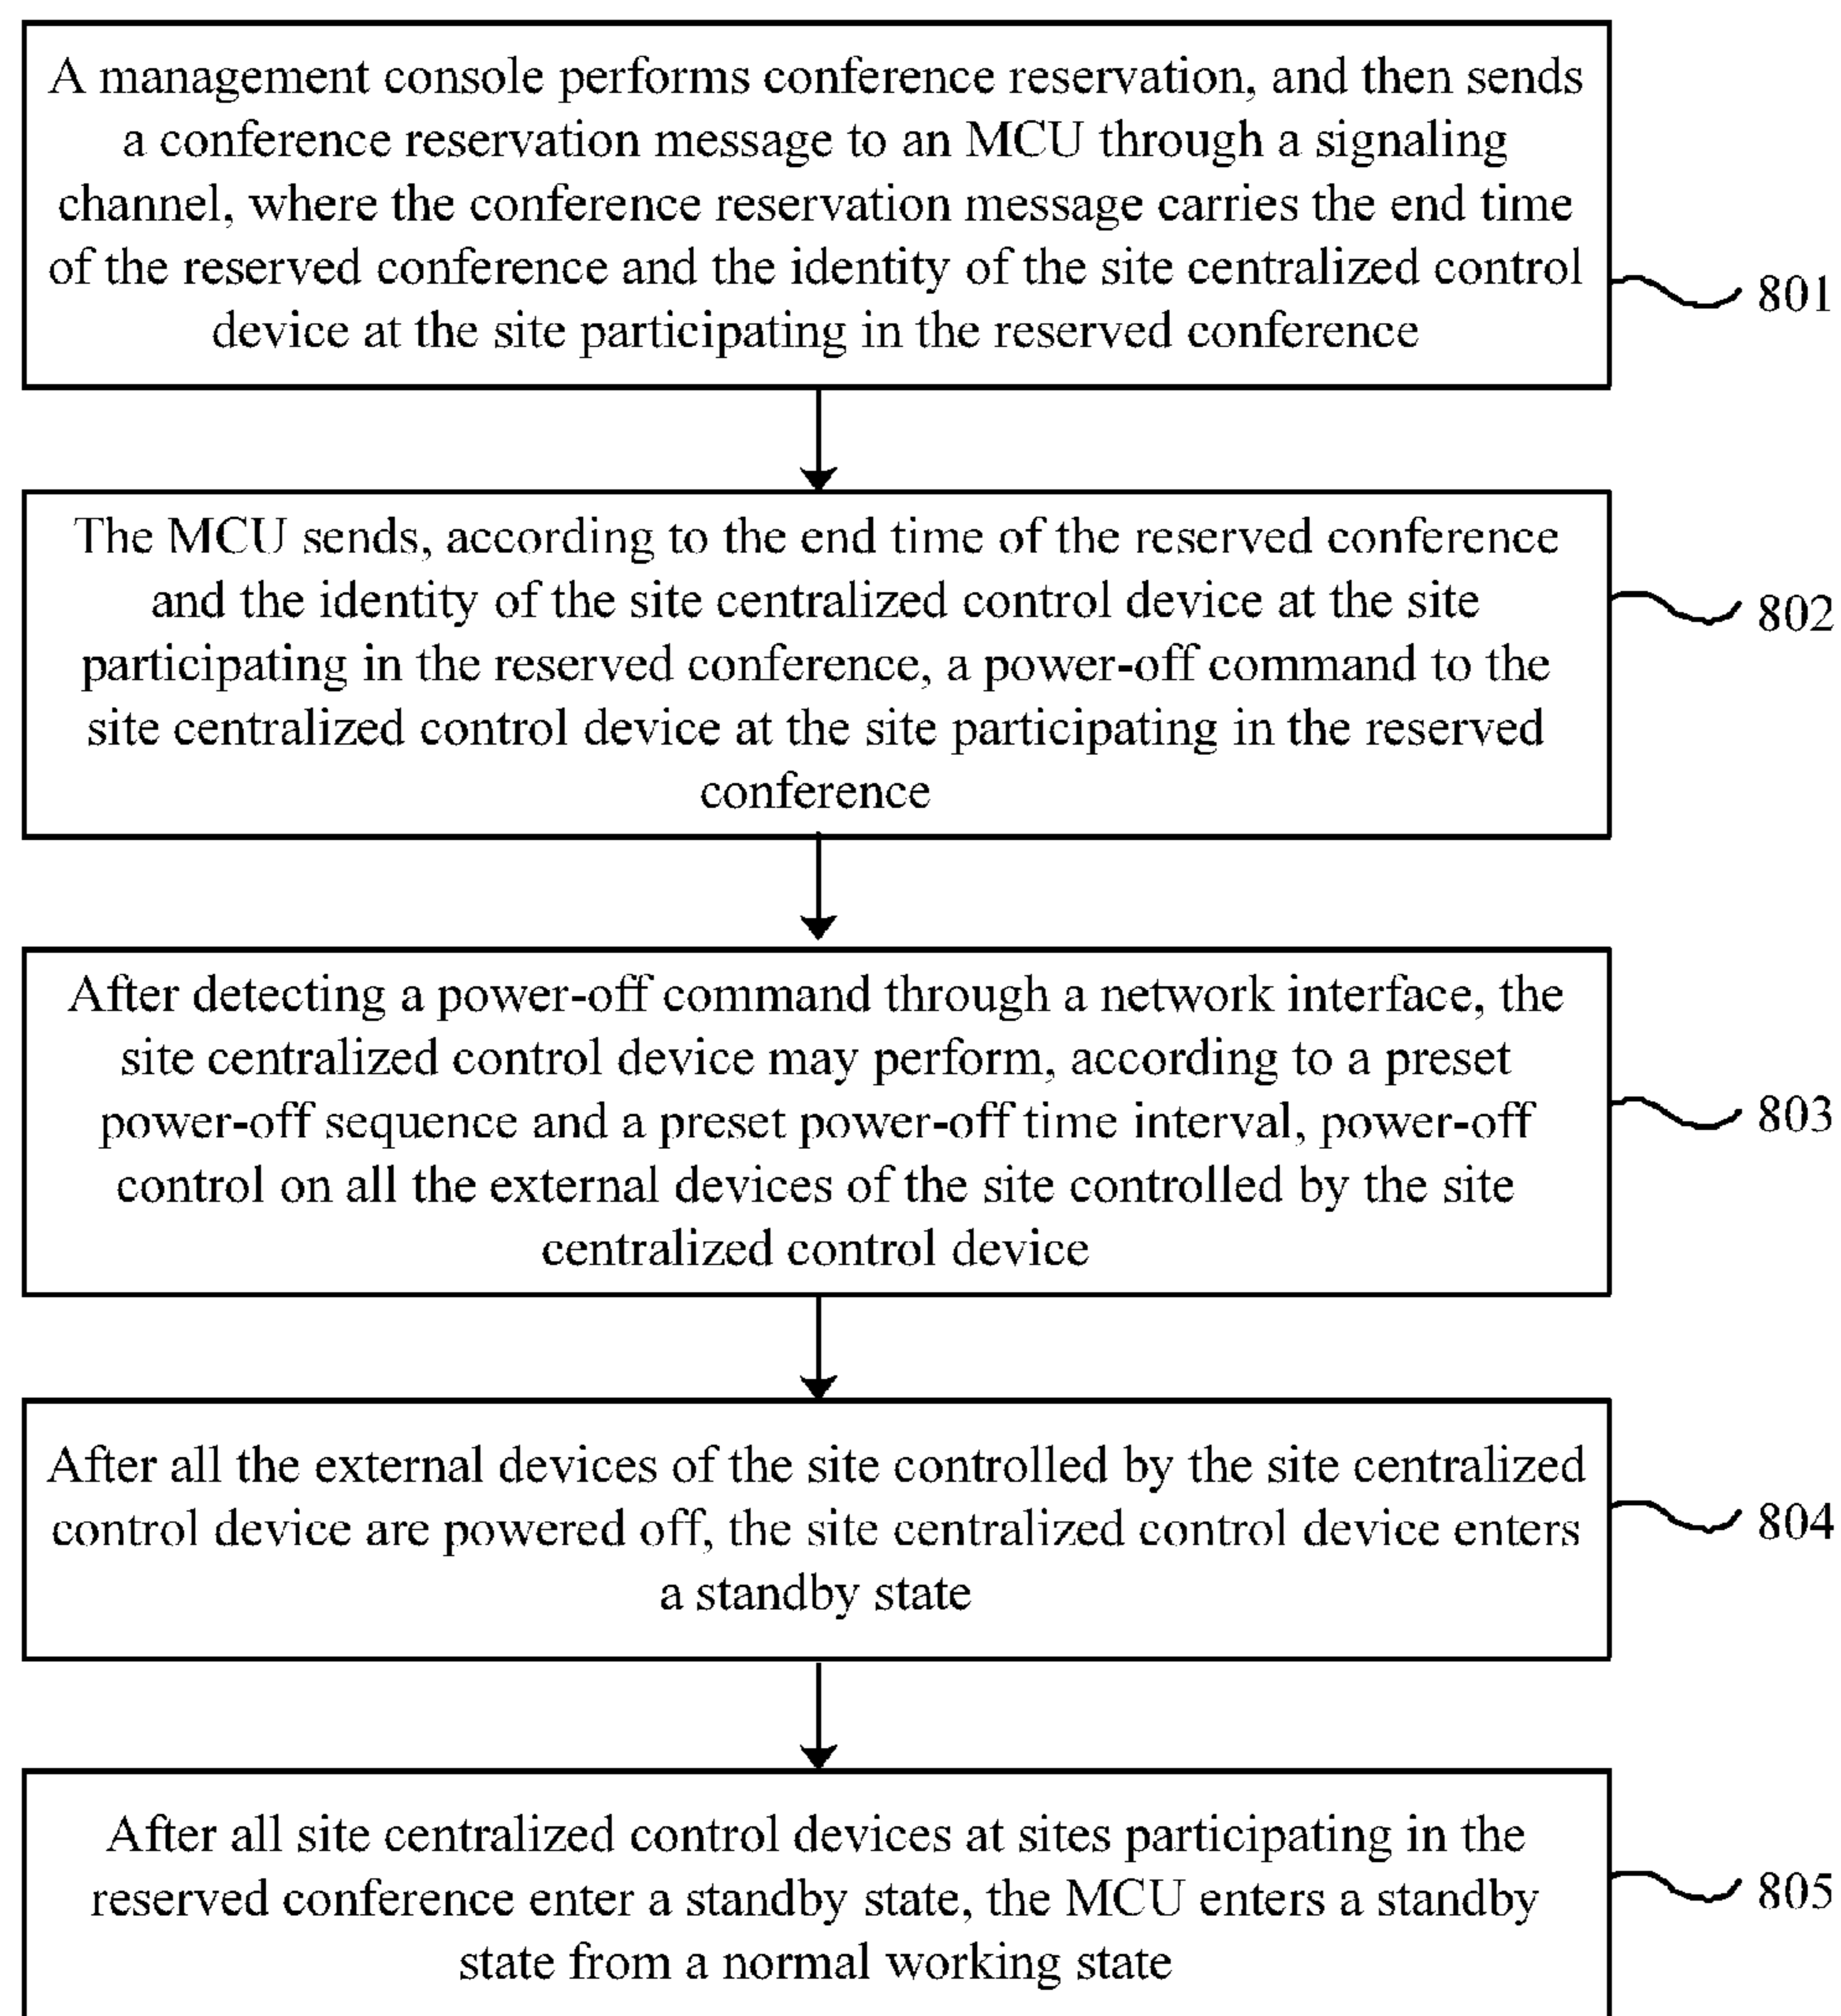 A management console performs conference reservation, and then sends
a conference reservation message to an MCU through a signaling
channel, where the conference reservation message carries the end time
of the reserved conference and the identity of the site centralized control
device at the site participating in the reserved conference
801
The MCU sends, according to the end time of the reserved conference
and the identity of the site centralized control device at the site
participating in the reserved conference, a power-off command to the
site centralized control device at the site participating in the reserved
conference
802
After detecting a power-off command through a network interface, the
site centralized control device may perform, according to a preset
power-off sequence and a preset power-off time interval, power-off
control on all the external devices of the site controlled by the site
centralized control device
803
After all the external devices of the site controlled by the site centralized
control device are powered off, the site centralized control device enters
a standby state
804
After all site centralized control devices at sites participating in the
reserved conference enter a standby state, the MCU enters a standby
state from a normal working state
805